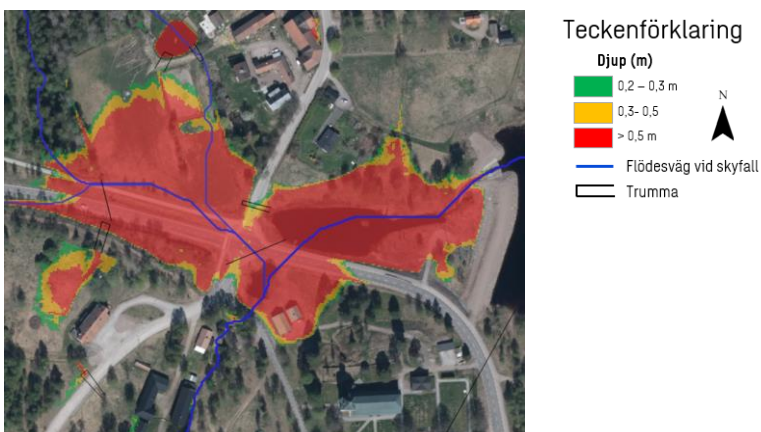 Teckenförklaring
Djup (m)
0,2 – 0,3 m
0,3- 0,5
> 0,5 m
N
Flödesväg vid skyfall
Trumma